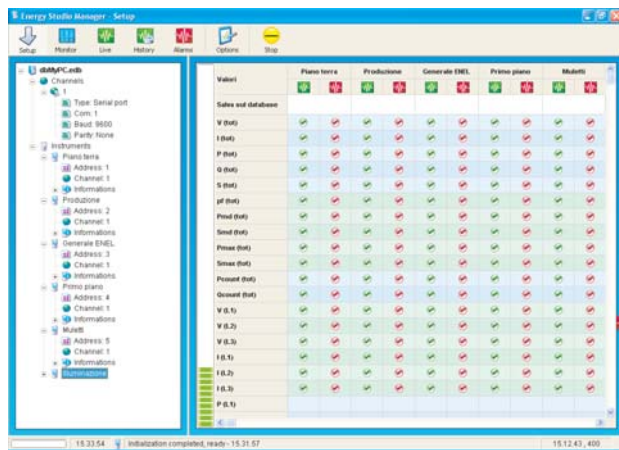 Energy Studio Manager - Setup
Setup Monitor Live History Alarms Options Stop
dbMyPC.edb
Channels
1
Type: Serial port
Com: 1
Baud: 9600
Parity: None
Instruments
Piano terra
Address: 1
Channel: 1
Informations
Produzione
Address: 2
Channel: 1
Informations
Generale ENEL
Address: 3
Channel: 1
Informations
Primo piano
Address: 4
Channel: 1
Informations
Muletti
Address: 5
Channel: 1
Informations
Illuminazione
Valori Piano terra Produzione Generale ENEL Primo piano Muletti
Salva sul database
V (tot)
I (tot)
P (tot)
Q (tot)
S (tot)
pf (tot)
Pmd (tot)
Smd (tot)
Pmax (tot)
Smax (tot)
Pcount (tot)
Qcount (tot)
V (L1)
V (L2)
V (L3)
I (L1)
I (L2)
I (L3)
P (L1)
15.33.54 Initialization completed, ready - 15.31.57 15.12.43 , 400